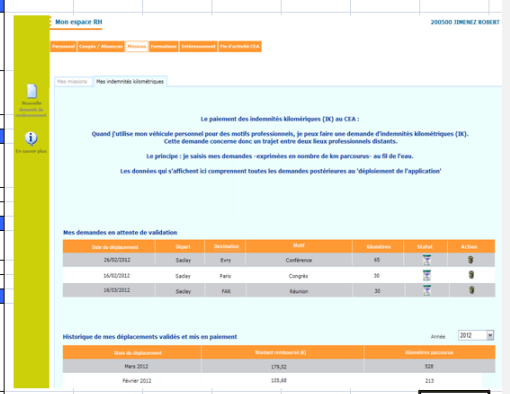 Mon espace RH
200500 JIMENEZ ROBERT
Personnel Congés / Absences Missions Formations Intéressement Fin d'activité CEA
Mes missions Mes indemnités kilométriques
Nouvelle demande de remboursement
En savoir plus
Le paiement des indemnités kilométriques (IK) au CEA :
Quand j'utilise mon véhicule personnel pour des motifs professionnels, je peux faire une demande d'indemnités kilométriques (IK).
Cette demande concerne donc un trajet entre deux lieux professionnels distants.
Le principe : je saisis mes demandes -exprimées en nombre de km parcourus- au fil de l'eau.
Les données qui s'affichent ici comprennent toutes les demandes postérieures au 'déploiement de l'application'
Mes demandes en attente de validation
Date du déplacement Départ Destination Motif Kilomètres Statut Action
26/02/2012 Saclay Evry Conférence 65
16/02/2012 Saclay Paris Congrès 30
16/03/2012 Saclay FAR Réunion 30
Historique de mes déplacements validés et mis en paiement
Année 2012
Mois du déplacement Montant remboursé (€) Kilomètres parcourus
Mars 2012 179,52 528
Février 2012 103,68 213